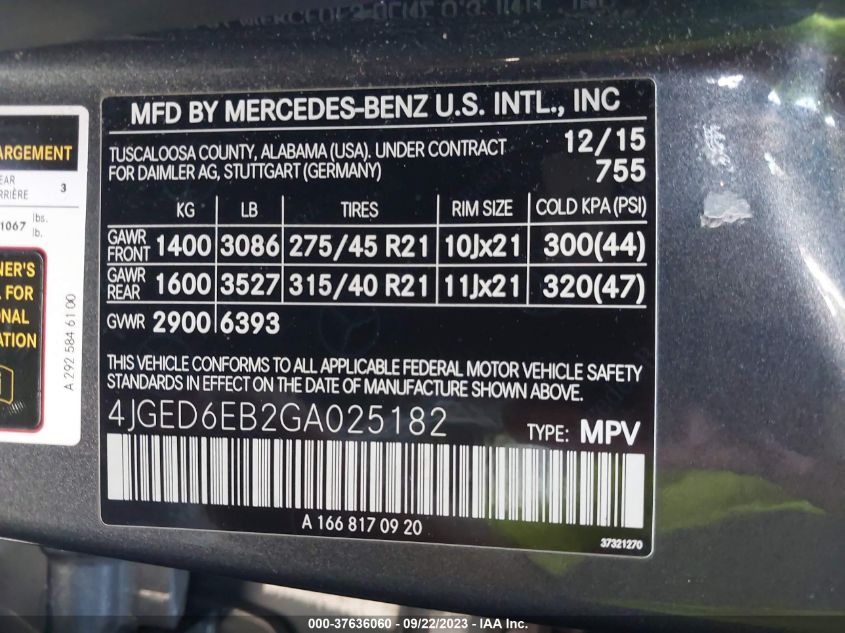 MFD BY MERCEDES-BENZ U.S. INTL., INC
TUSCALOOSA COUNTY, ALABAMA (USA). UNDER CONTRACT
FOR DAIMLER AG, STUTTGART (GERMANY)
12/15
755
KG LB TIRES RIM SIZE COLD KPA (PSI)
GAWR FRONT 1400 3086 275/45 R21 10Jx21 300(44)
GAWR REAR 1600 3527 315/40 R21 11Jx21 320(47)
GVWR 2900 6393
THIS VEHICLE CONFORMS TO ALL APPLICABLE FEDERAL MOTOR VEHICLE SAFETY
STANDARDS IN EFFECT ON THE DATE OF MANUFACTURE SHOWN ABOVE.
4JGED6EB2GA025182
TYPE: MPV
A 166 817 09 20
37321270
3
1067 lbs.
lb.
A 292 584 61 00
000-37636060 - 09/22/2023 - IAA Inc.